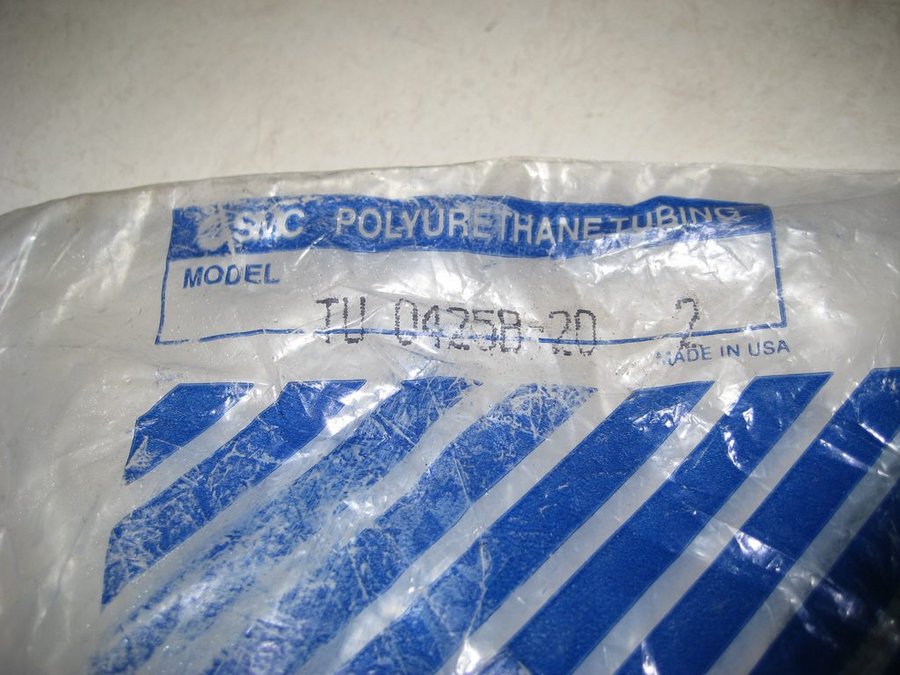 SMC POLYURETHANE TUBING
MODEL
TU 0425B-20 2
MADE IN USA